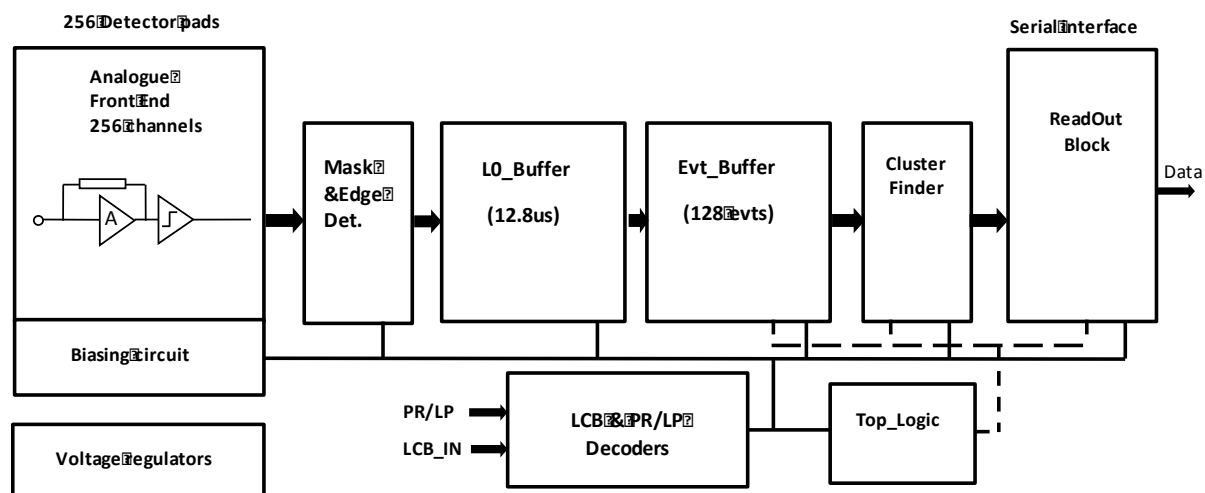 256 Detector pads
Serial Interface
Analogue
Front End
256 channels
A
Mask
&Edge
Det.
L0_Buffer
(12.8us)
Evt_Buffer
(128 evts)
Cluster
Finder
ReadOut
Block
Data
Biasing circuit
PR/LP
LCB_IN
LCB & PR/LP
Decoders
Top_Logic
Voltage regulators